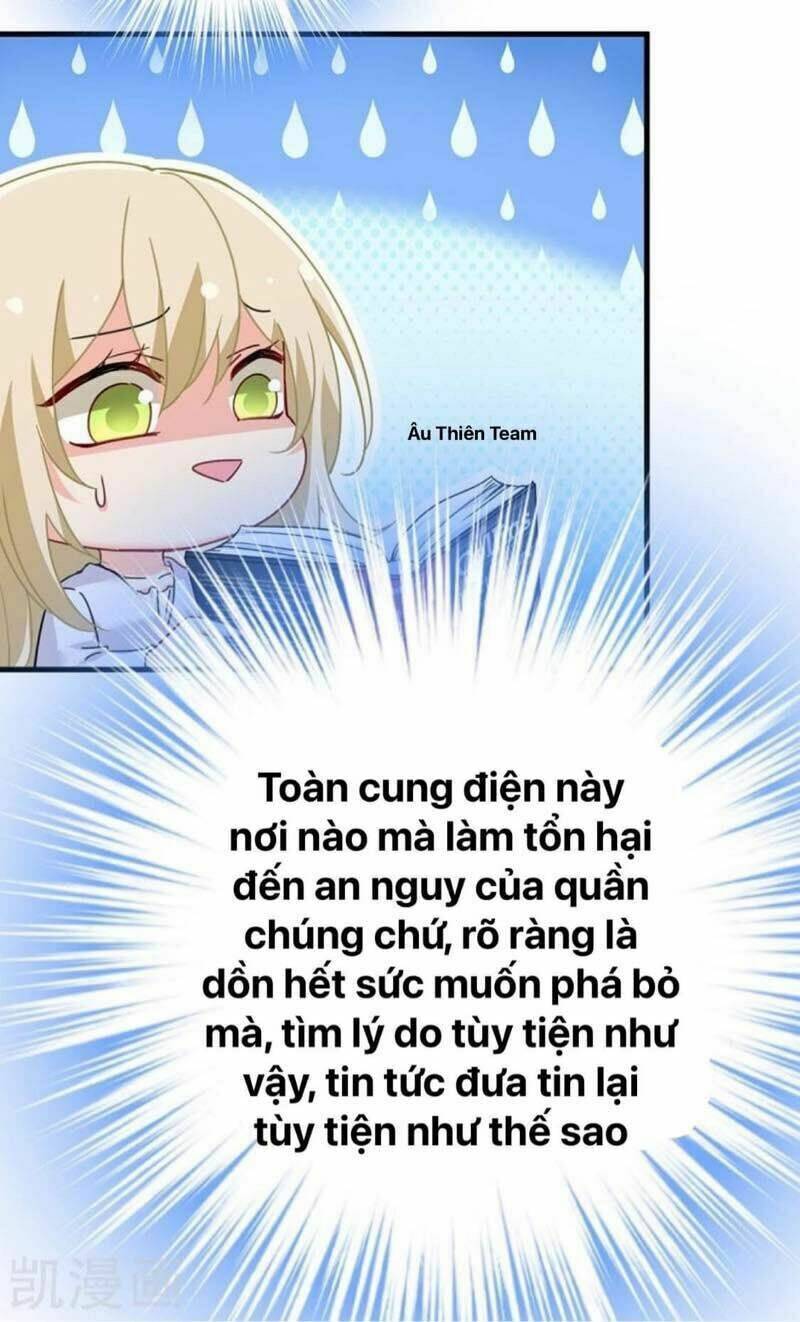 Âu Thiên Team
Toàn cung điện này
nơi nào mà làm tổn hại
đến an nguy của quần
chúng chứ, rõ ràng là
dồn hết sức muốn phá bỏ
mà, tìm lý do tùy tiện như
vậy, tin tức đưa tin lại
tùy tiện như thế sao
凯漫画